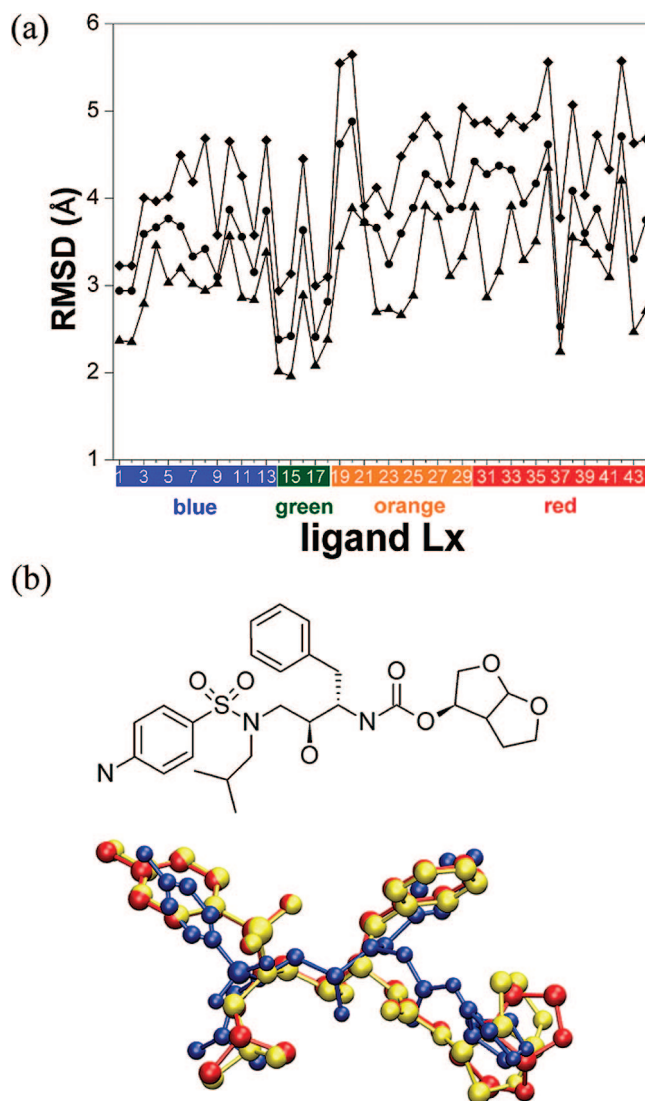 (a)
6
5
4
3
2
1
RMSD (Å)
1 3 5 7 9 11 13 15 17 19 21 23 25 27 29 31 33 35 37 39 41 43
blue green orange red
ligand Lx
(b)
O
O O O O
S
N N O
N O